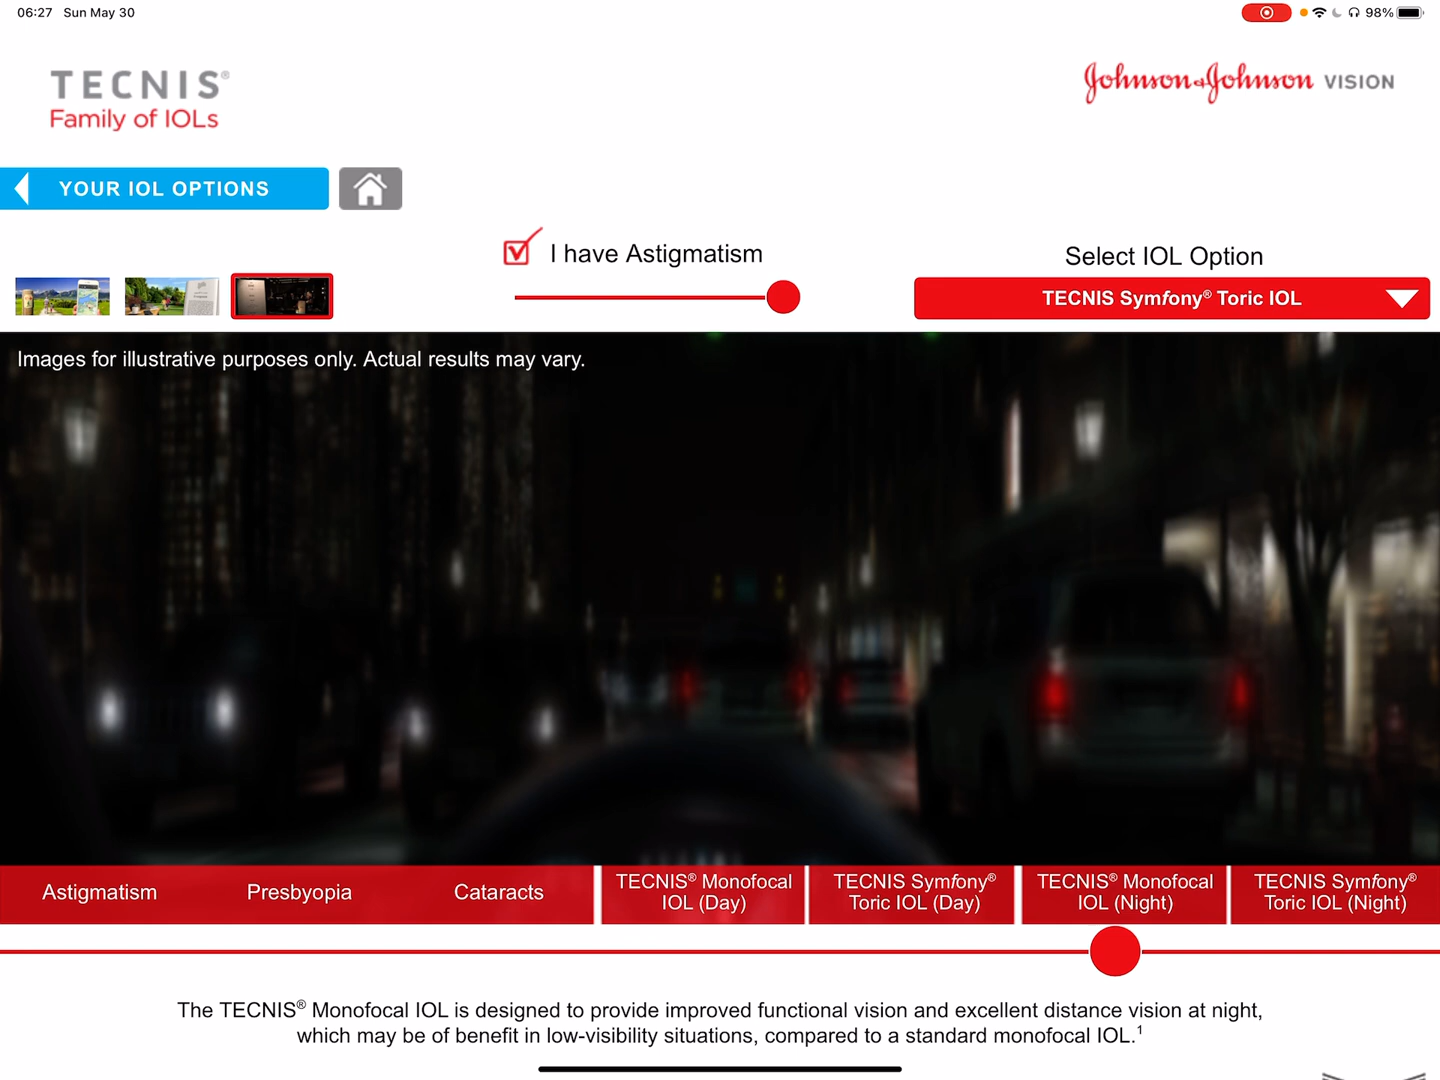 06:27 Sun May 30
98%
TECNIS®
Family of IOLs
Johnson & Johnson VISION
YOUR IOL OPTIONS
I have Astigmatism
Select IOL Option
TECNIS Symfony® Toric IOL
Images for illustrative purposes only. Actual results may vary.
Astigmatism
Presbyopia
Cataracts
TECNIS® Monofocal
IOL (Day)
TECNIS Symfony®
Toric IOL (Day)
TECNIS® Monofocal
IOL (Night)
TECNIS Symfony®
Toric IOL (Night)
The TECNIS® Monofocal IOL is designed to provide improved functional vision and excellent distance vision at night,
which may be of benefit in low-visibility situations, compared to a standard monofocal IOL.¹